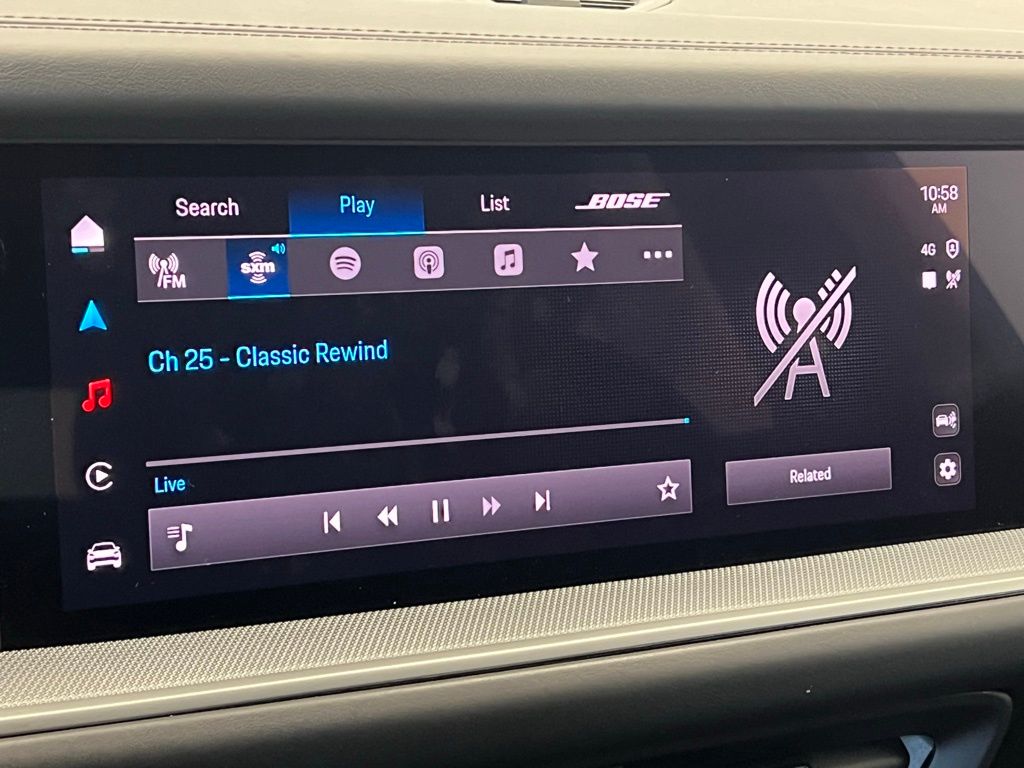 Search
Play
List
BOSE
10:58
AM
FM
sxm
4G
Ch 25 - Classic Rewind
Live
Related